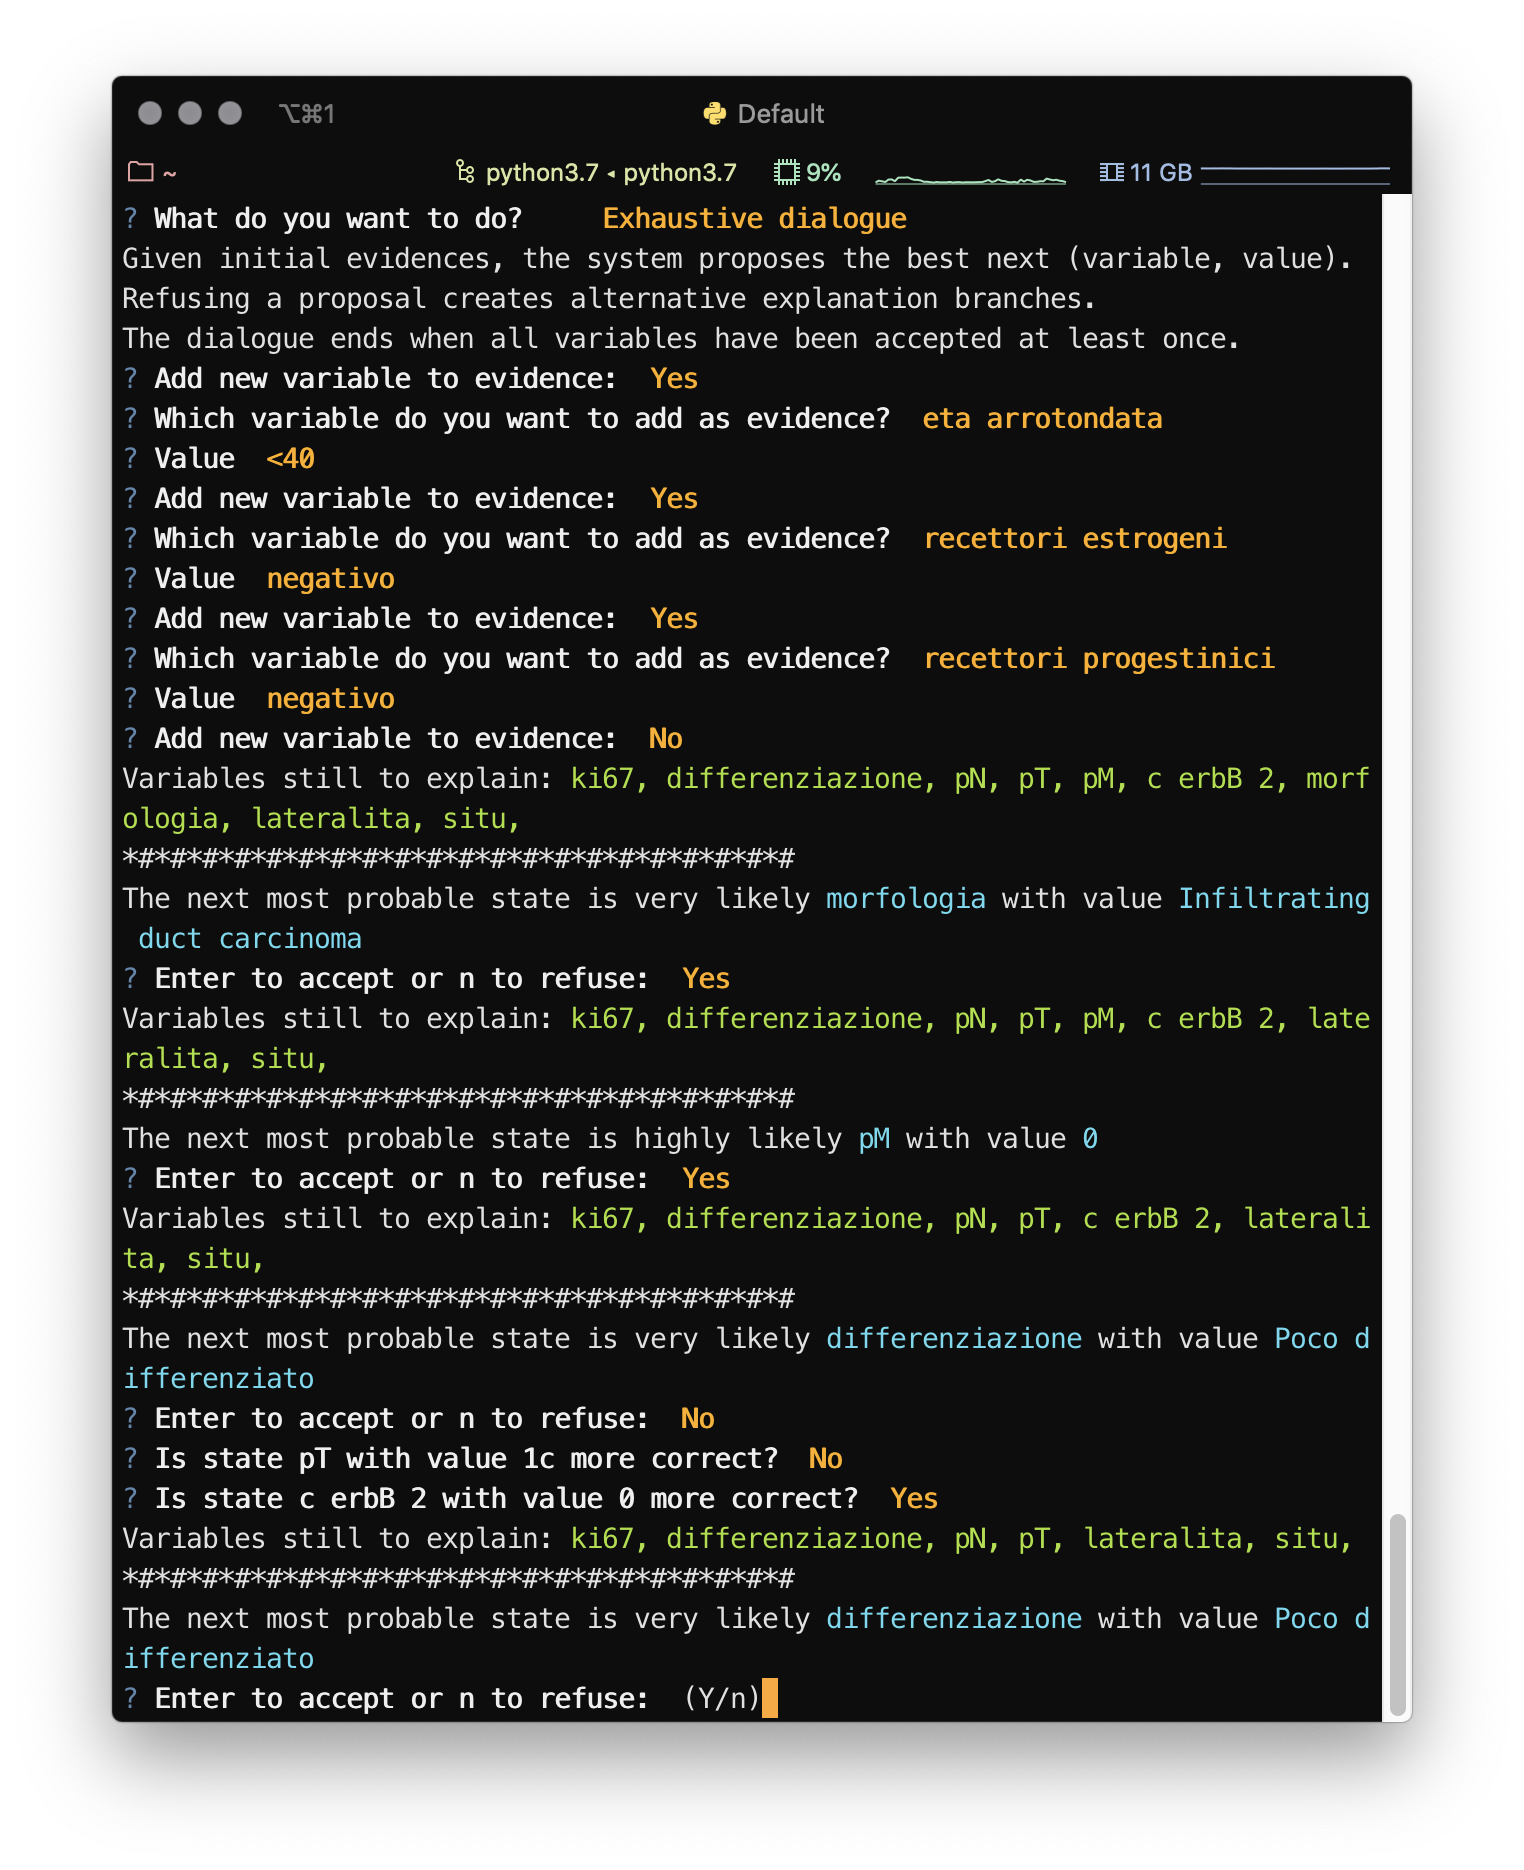 ⌥⌘1 Default
~ python3.7 ◂ python3.7 9% 11 GB
? What do you want to do? Exhaustive dialogue
Given initial evidences, the system proposes the best next (variable, value).
Refusing a proposal creates alternative explanation branches.
The dialogue ends when all variables have been accepted at least once.
? Add new variable to evidence: Yes
? Which variable do you want to add as evidence? eta arrotondata
? Value <40
? Add new variable to evidence: Yes
? Which variable do you want to add as evidence? recettori estrogeni
? Value negativo
? Add new variable to evidence: Yes
? Which variable do you want to add as evidence? recettori progestinici
? Value negativo
? Add new variable to evidence: No
Variables still to explain: ki67, differenziazione, pN, pT, pM, c erbB 2, morf
ologia, lateralita, situ,
*#*#*#*#*#*#*#*#*#*#*#*#*#*#*#*#*#*#*#*#*#
The next most probable state is very likely morfologia with value Infiltrating
duct carcinoma
? Enter to accept or n to refuse: Yes
Variables still to explain: ki67, differenziazione, pN, pT, pM, c erbB 2, late
ralita, situ,
*#*#*#*#*#*#*#*#*#*#*#*#*#*#*#*#*#*#*#*#*#
The next most probable state is highly likely pM with value 0
? Enter to accept or n to refuse: Yes
Variables still to explain: ki67, differenziazione, pN, pT, c erbB 2, laterali
ta, situ,
*#*#*#*#*#*#*#*#*#*#*#*#*#*#*#*#*#*#*#*#*#
The next most probable state is very likely differenziazione with value Poco d
ifferenziato
? Enter to accept or n to refuse: No
? Is state pT with value 1c more correct? No
? Is state c erbB 2 with value 0 more correct? Yes
Variables still to explain: ki67, differenziazione, pN, pT, lateralita, situ,
*#*#*#*#*#*#*#*#*#*#*#*#*#*#*#*#*#*#*#*#*#
The next most probable state is very likely differenziazione with value Poco d
ifferenziato
? Enter to accept or n to refuse: (Y/n)